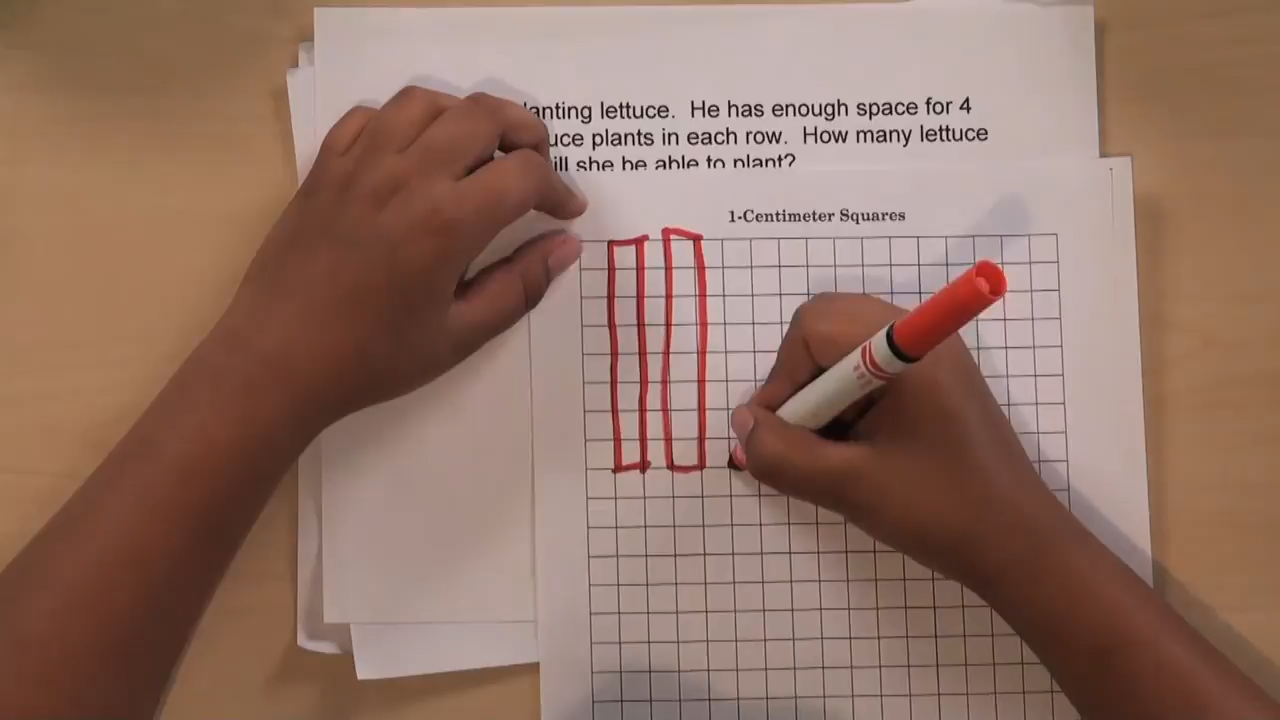 lanting lettuce. He has enough space for 4
uce plants in each row. How many lettuce
ill she be able to plant?
1-Centimeter Squares